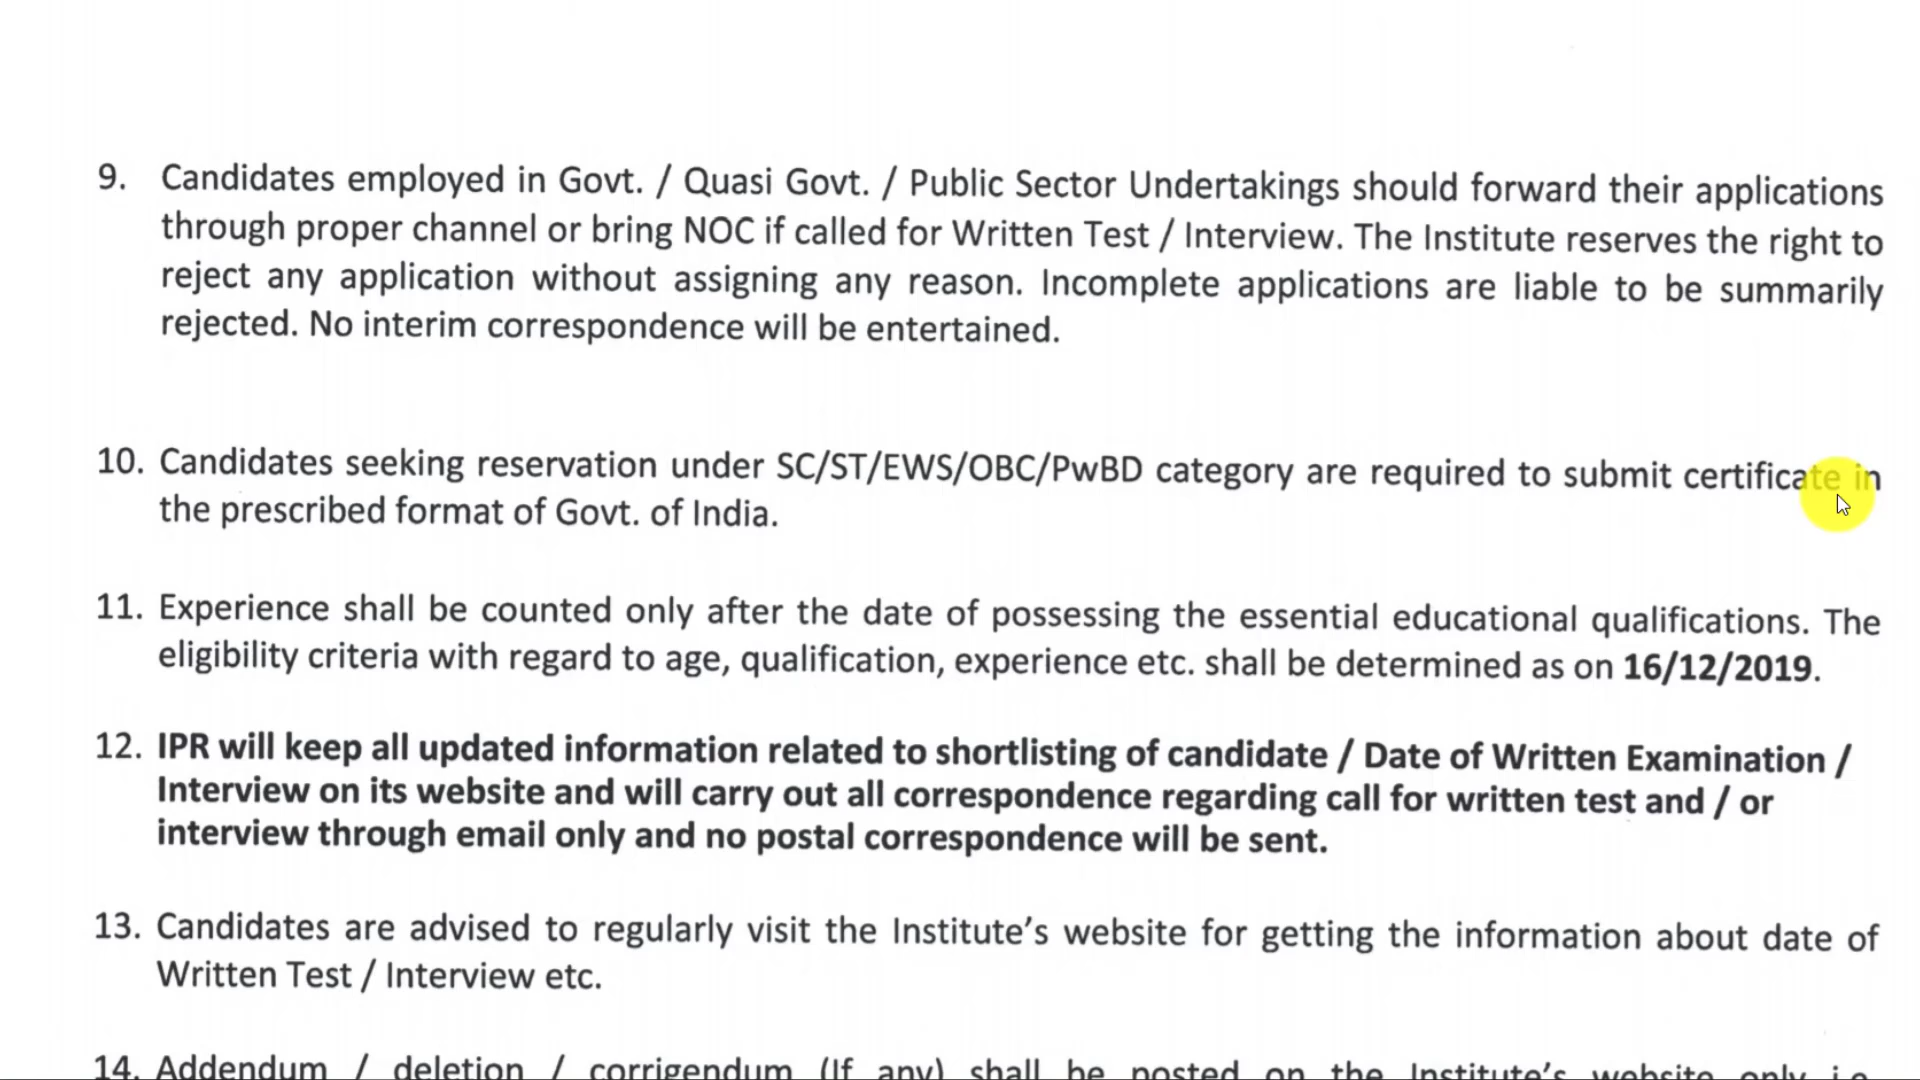 9. Candidates employed in Govt. / Quasi Govt. / Public Sector Undertakings should forward their applications
through proper channel or bring NOC if called for Written Test / Interview. The Institute reserves the right to
reject any application without assigning any reason. Incomplete applications are liable to be summarily
rejected. No interim correspondence will be entertained.
10. Candidates seeking reservation under SC/ST/EWS/OBC/PwBD category are required to submit certificate in
the prescribed format of Govt. of India.
11. Experience shall be counted only after the date of possessing the essential educational qualifications. The
eligibility criteria with regard to age, qualification, experience etc. shall be determined as on 16/12/2019.
12. IPR will keep all updated information related to shortlisting of candidate / Date of Written Examination /
Interview on its website and will carry out all correspondence regarding call for written test and / or
interview through email only and no postal correspondence will be sent.
13. Candidates are advised to regularly visit the Institute's website for getting the information about date of
Written Test / Interview etc.
14. Addendum / deletion / corrigendum (If any) shall be posted on the Institute's website only i.e.